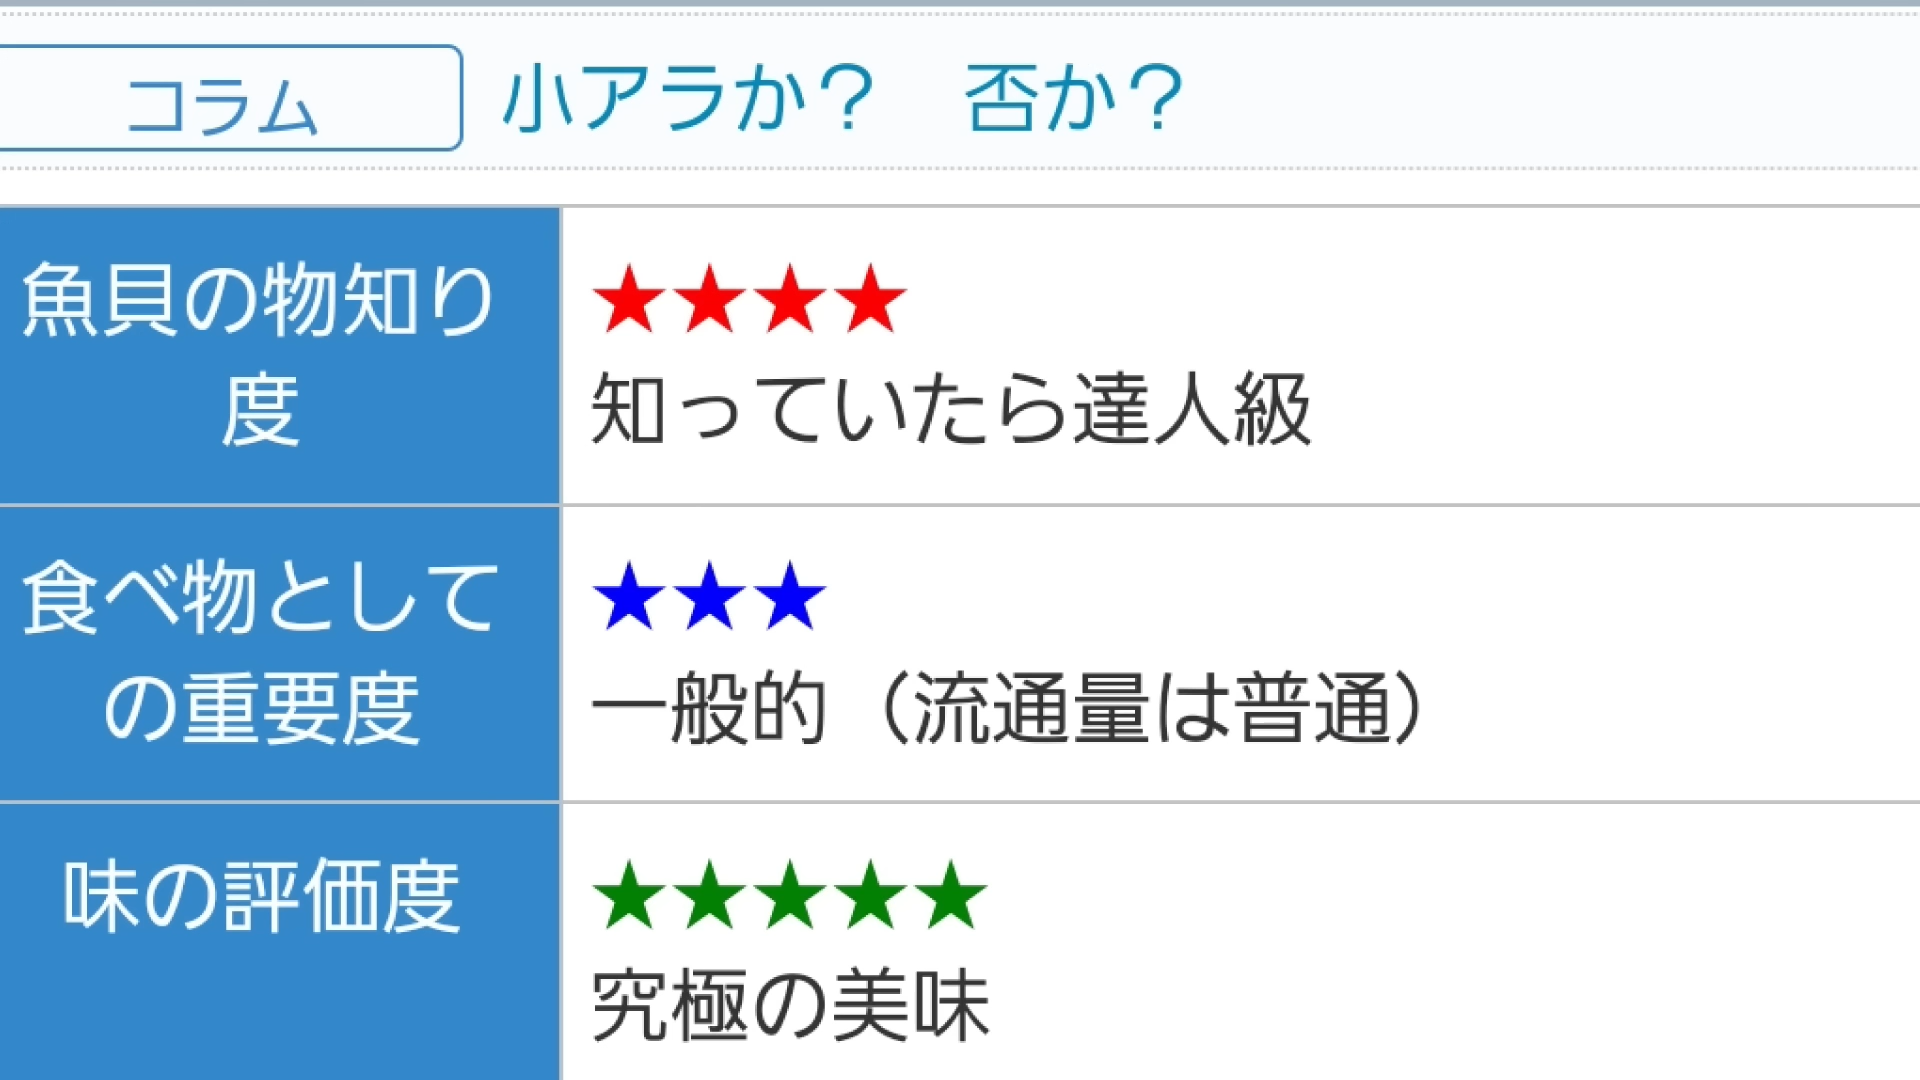 コラム 小アラか？　否か？
魚貝の物知り
度
★★★★
知っていたら達人級
食べ物として
の重要度
★★★
一般的（流通量は普通）
味の評価度
★★★★★
究極の美味